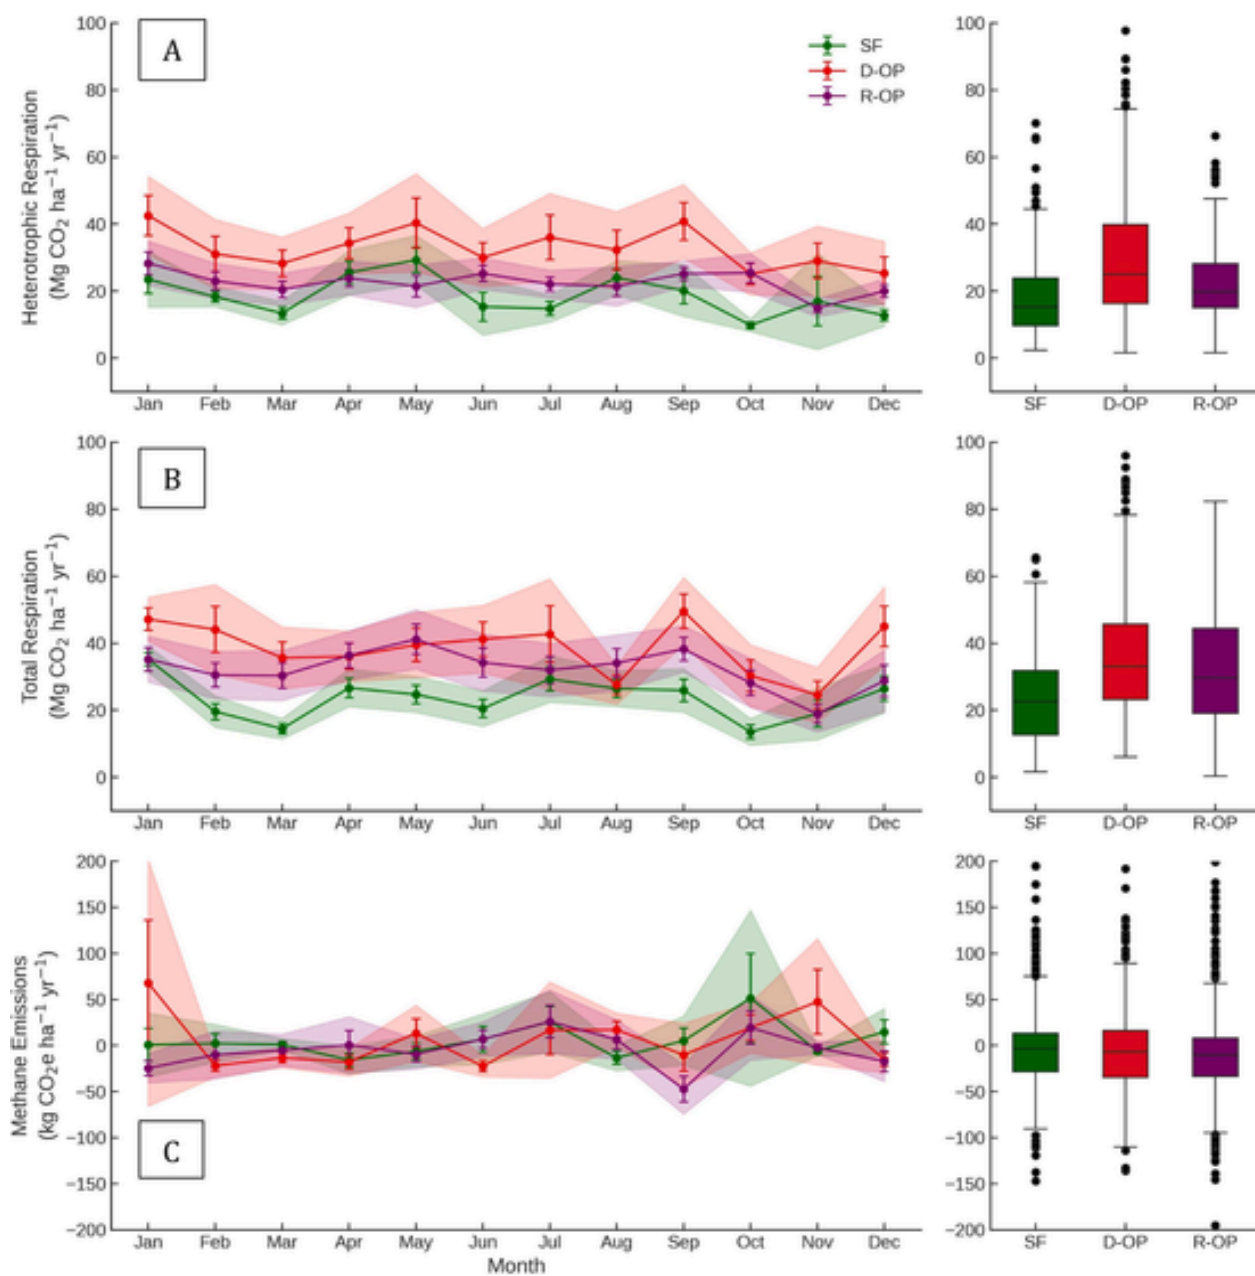 A
SF
D-OP
R-OP
Heterotrophic Respiration
(Mg CO₂ ha⁻¹ yr⁻¹)
100
80
60
40
20
0
Jan Feb Mar Apr May Jun Jul Aug Sep Oct Nov Dec
100
80
60
40
20
0
SF D-OP R-OP
B
Total Respiration
(Mg CO₂ ha⁻¹ yr⁻¹)
100
80
60
40
20
0
Jan Feb Mar Apr May Jun Jul Aug Sep Oct Nov Dec
100
80
60
40
20
0
SF D-OP R-OP
Methane Emissions
(kg CO₂e ha⁻¹ yr⁻¹)
200
150
100
50
0
−50
−100
−150
−200
C
Jan Feb Mar Apr May Jun Jul Aug Sep Oct Nov Dec
Month
200
150
100
50
0
−50
−100
−150
−200
SF D-OP R-OP